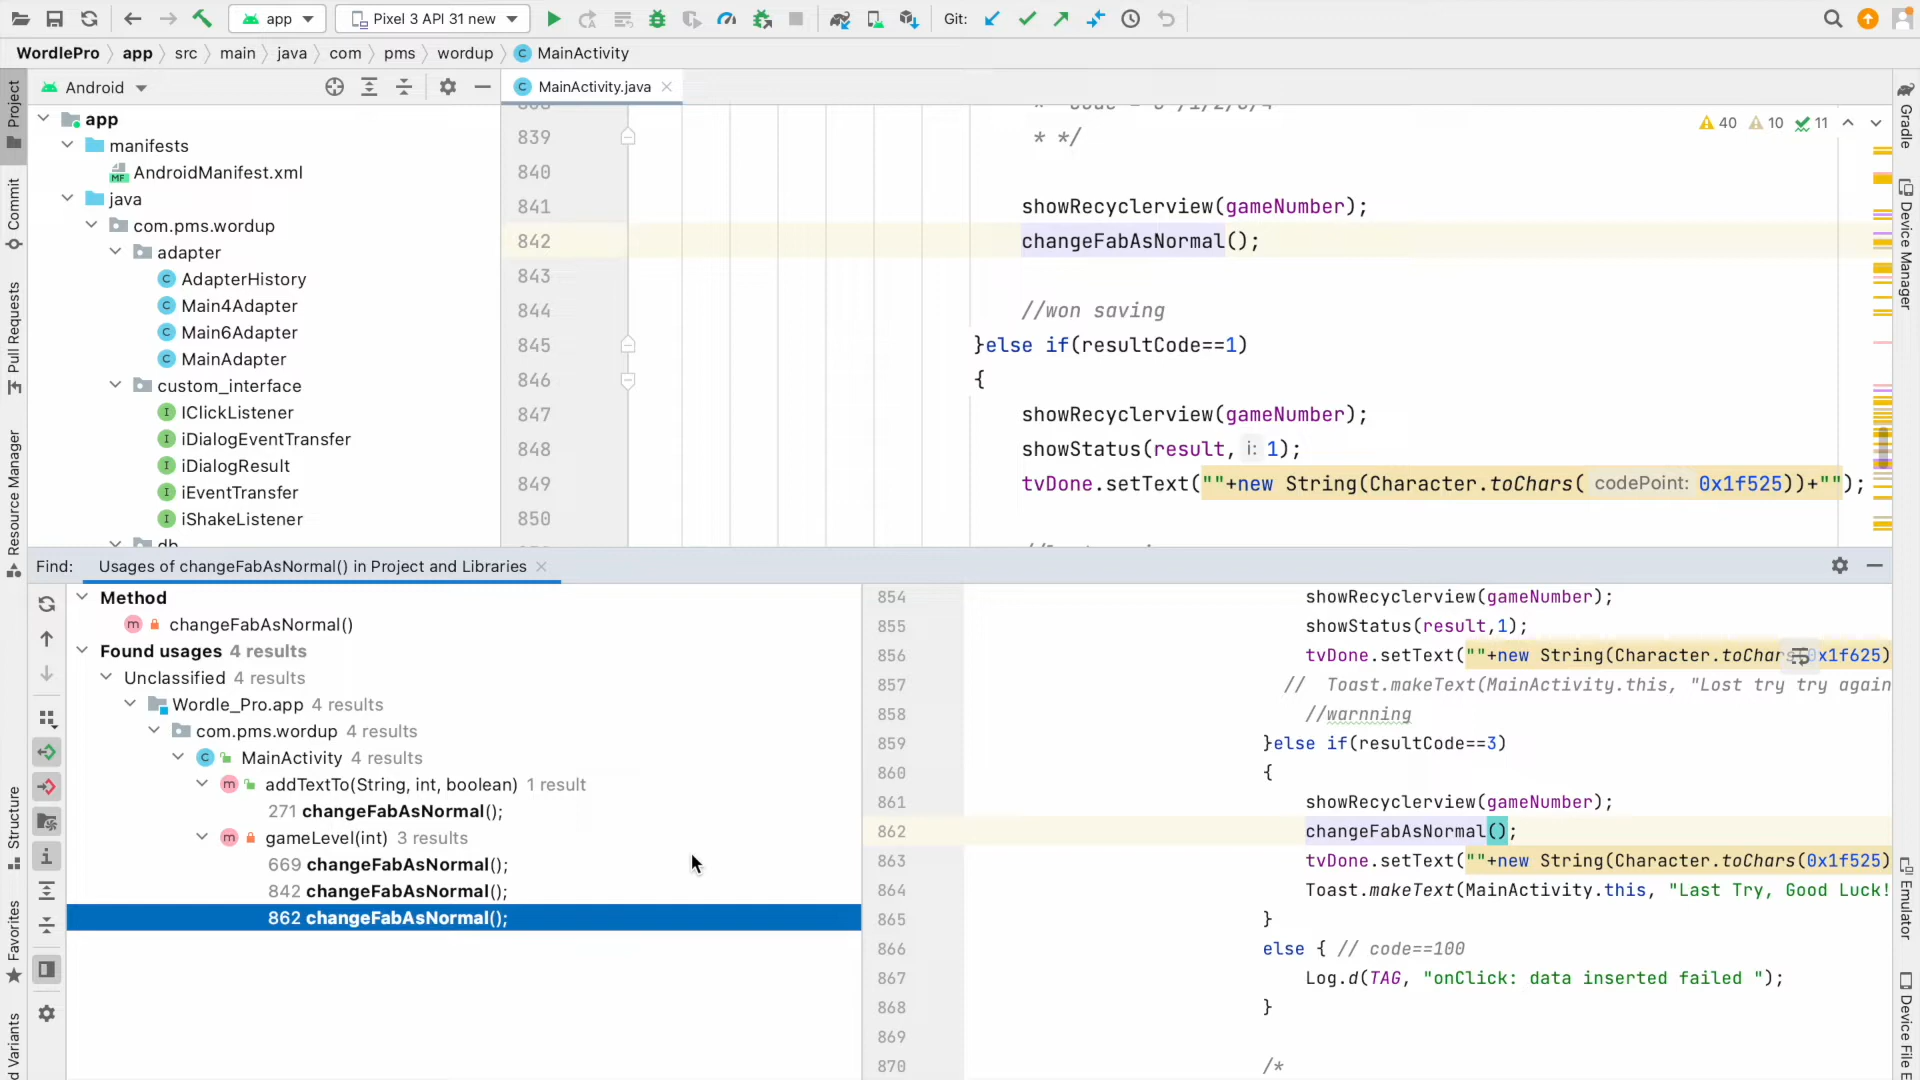 app
Pixel 3 API 31 new
Git:
WordlePro
app
src
main
java
com
pms
wordup
MainActivity
Android
MainActivity.java
app
manifests
AndroidManifest.xml
java
com.pms.wordup
adapter
AdapterHistory
Main4Adapter
Main6Adapter
MainAdapter
custom_interface
IClickListener
iDialogEventTransfer
iDialogResult
iEventTransfer
iShakeListener
db
Project
Commit
Pull Requests
Resource Manager
Structure
Favorites
839 * */
840
841 showRecyclerview(gameNumber);
842 changeFabAsNormal();
843
844 //won saving
845 }else if(resultCode==1)
846 {
847 showRecyclerview(gameNumber);
848 showStatus(result, i: 1);
849 tvDone.setText(""+new String(Character.toChars( codePoint: 0x1f525))+"");
850
40 10 11
Gradle
Device Manager
Emulator
Device File E
Find: Usages of changeFabAsNormal() in Project and Libraries
Method
changeFabAsNormal()
Found usages 4 results
Unclassified 4 results
Wordle_Pro.app 4 results
com.pms.wordup 4 results
MainActivity 4 results
addTextTo(String, int, boolean) 1 result
271 changeFabAsNormal();
gameLevel(int) 3 results
669 changeFabAsNormal();
842 changeFabAsNormal();
862 changeFabAsNormal();
854 showRecyclerview(gameNumber);
855 showStatus(result,1);
856 tvDone.setText(""+new String(Character.toChars(0x1f625)
857 // Toast.makeText(MainActivity.this, "Lost try try again
858 //warnning
859 }else if(resultCode==3)
860 {
861 showRecyclerview(gameNumber);
862 changeFabAsNormal();
863 tvDone.setText(""+new String(Character.toChars(0x1f525)
864 Toast.makeText(MainActivity.this, "Last Try, Good Luck!
865 }
866 else { // code==100
867 Log.d(TAG, "onClick: data inserted failed ");
868 }
869
870 /*